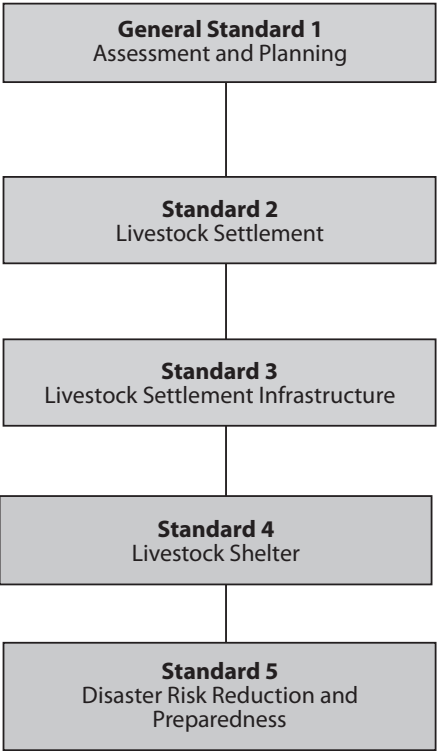 General Standard 1
Assessment and Planning
Standard 2
Livestock Settlement
Standard 3
Livestock Settlement Infrastructure
Standard 4
Livestock Shelter
Standard 5
Disaster Risk Reduction and
Preparedness